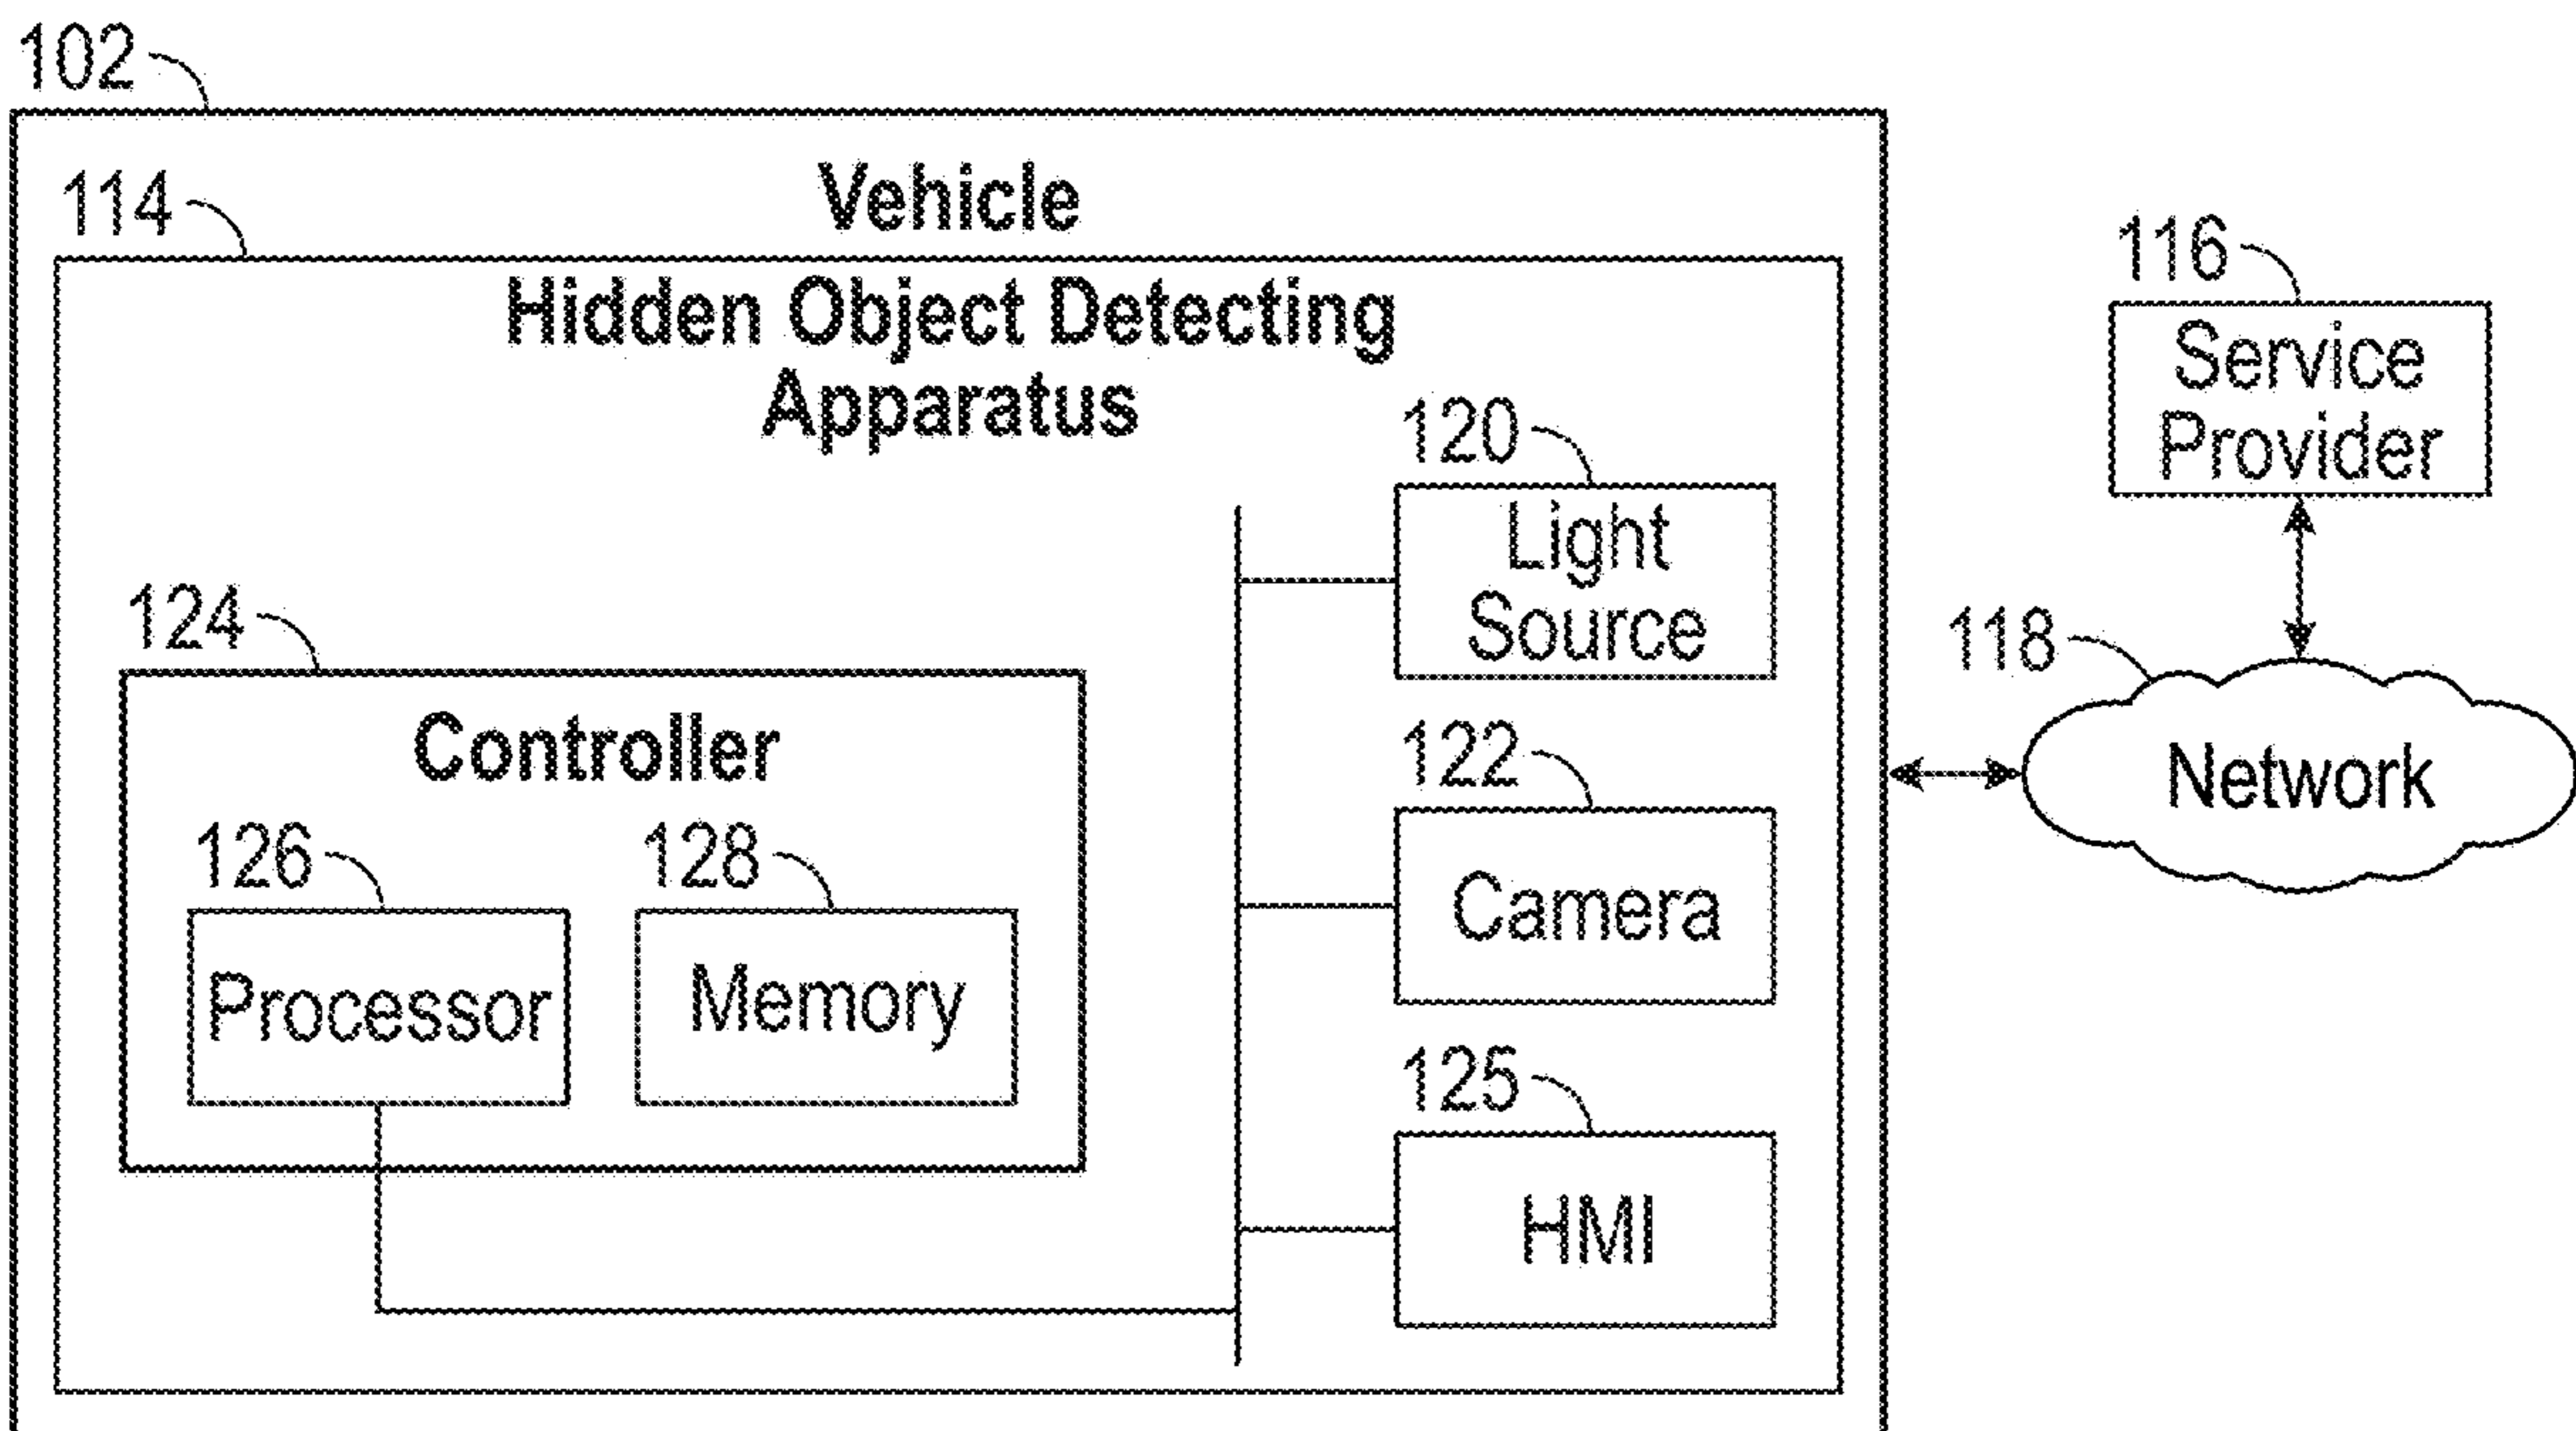 102
Vehicle
114
Hidden Object Detecting
Apparatus
116
Service
Provider
120
Light
Source
124
Controller
118
Network
122
Camera
126
Processor
128
Memory
125
HMI